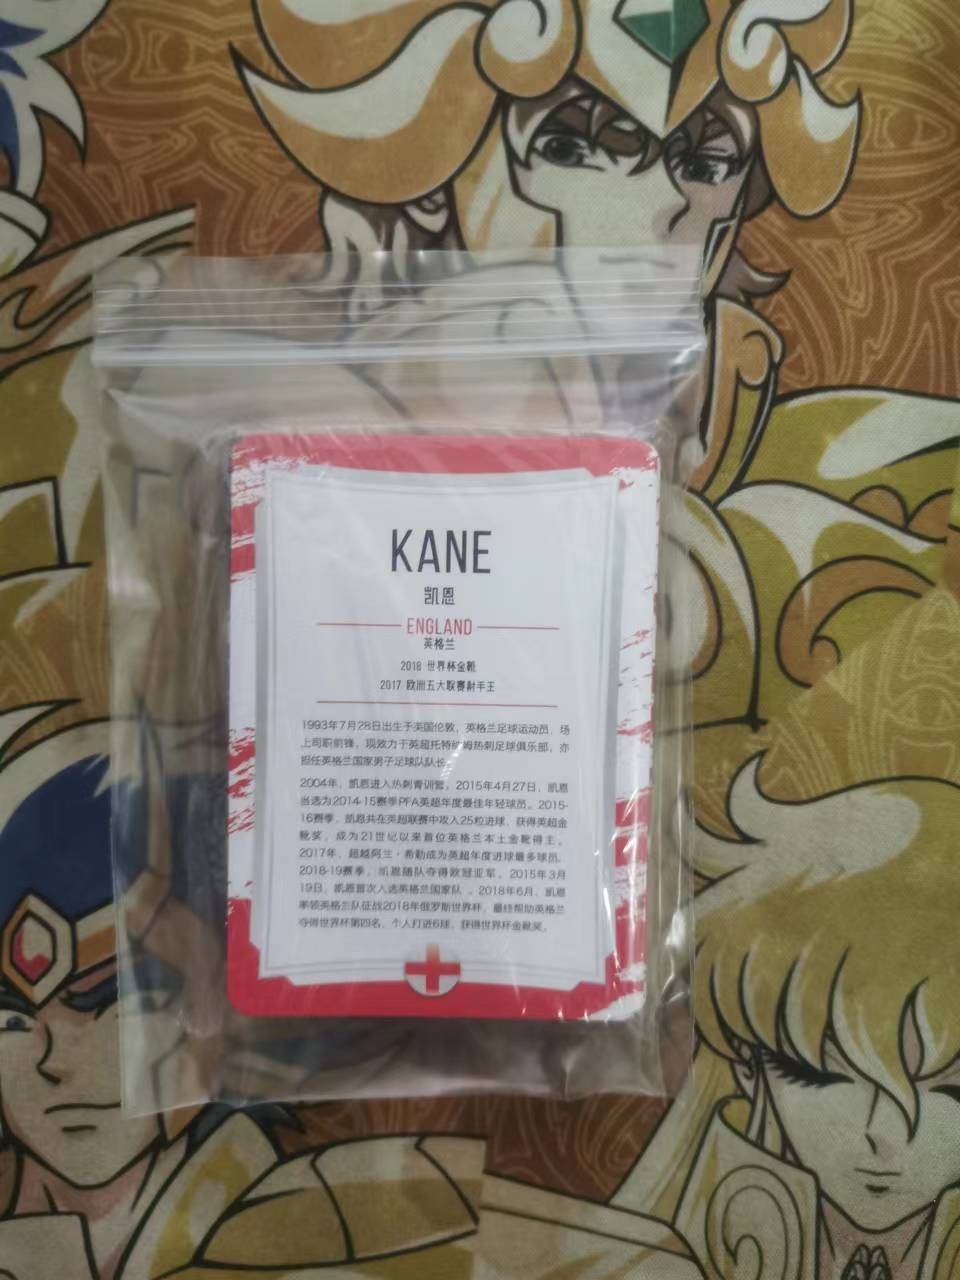 KANE
凯恩
ENGLAND
英格兰
2018 世界杯金靴
2017 欧洲五大联赛射手王
1993年7月28日出生于英国伦敦，英格兰足球运动员，场
上司职前锋，现效力于英超托特纳姆热刺足球俱乐部，亦
担任英格兰国家男子足球队队长。
2004年，凯恩进入热刺青训营，2015年4月27日，凯恩
当选为2014-15赛季PFA英超年度最佳年轻球员。2015-
16赛季，凯恩共在英超联赛中攻入25粒进球，获得英超金
靴奖，成为21世纪以来首位英格兰本土金靴得主。
2017年，超越阿兰·希勒成为英超年度进球最多球员。
2018-19赛季，凯恩随队夺得欧冠亚军。2015年3月
19日，凯恩首次入选英格兰国家队 。2018年6月，凯恩
率领英格兰队征战2018年俄罗斯世界杯，最终帮助英格兰
夺得世界杯第四名，个人打进6球，获得世界杯金靴奖。